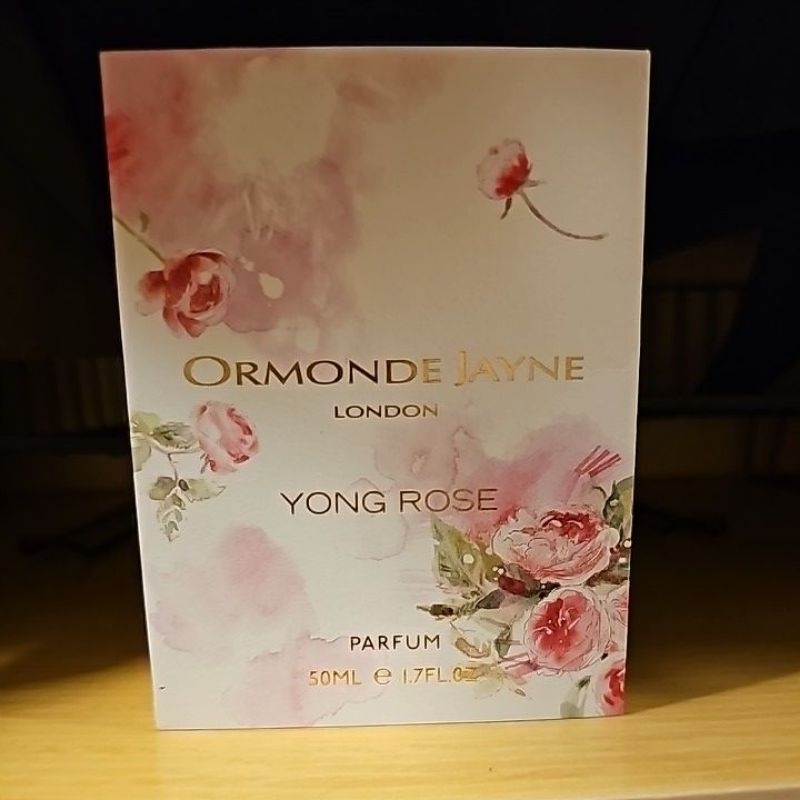 ORMONDE JAYNE
LONDON
YONG ROSE
PARFUM
50ML ℮ 1.7FL.OZ